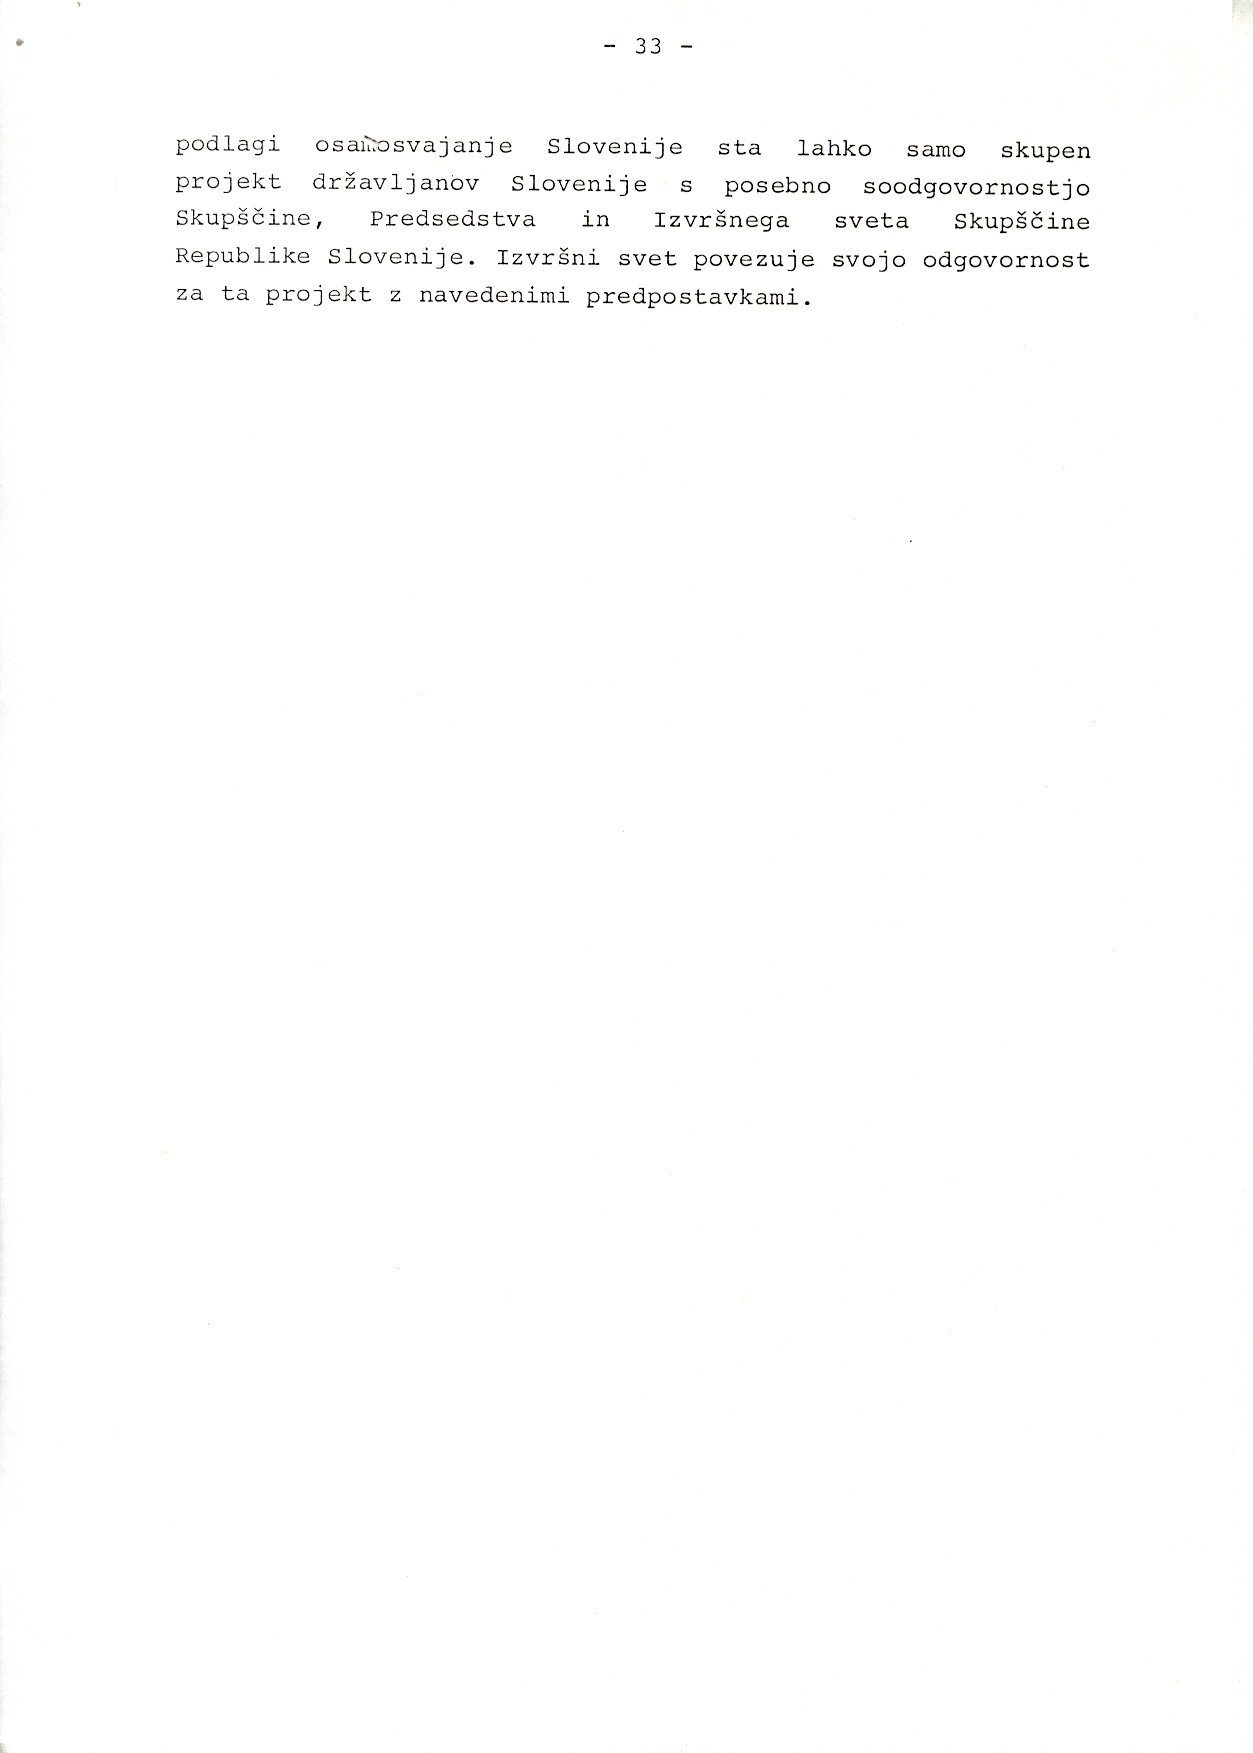 - 33 -
podlagi osamosvajanje Slovenije sta lahko samo skupen
projekt državljanov Slovenije s posebno soodgovornostjo
Skupščine, Predsedstva in Izvršnega sveta Skupščine
Republike Slovenije. Izvršni svet povezuje svojo odgovornost
za ta projekt z navedenimi predpostavkami.